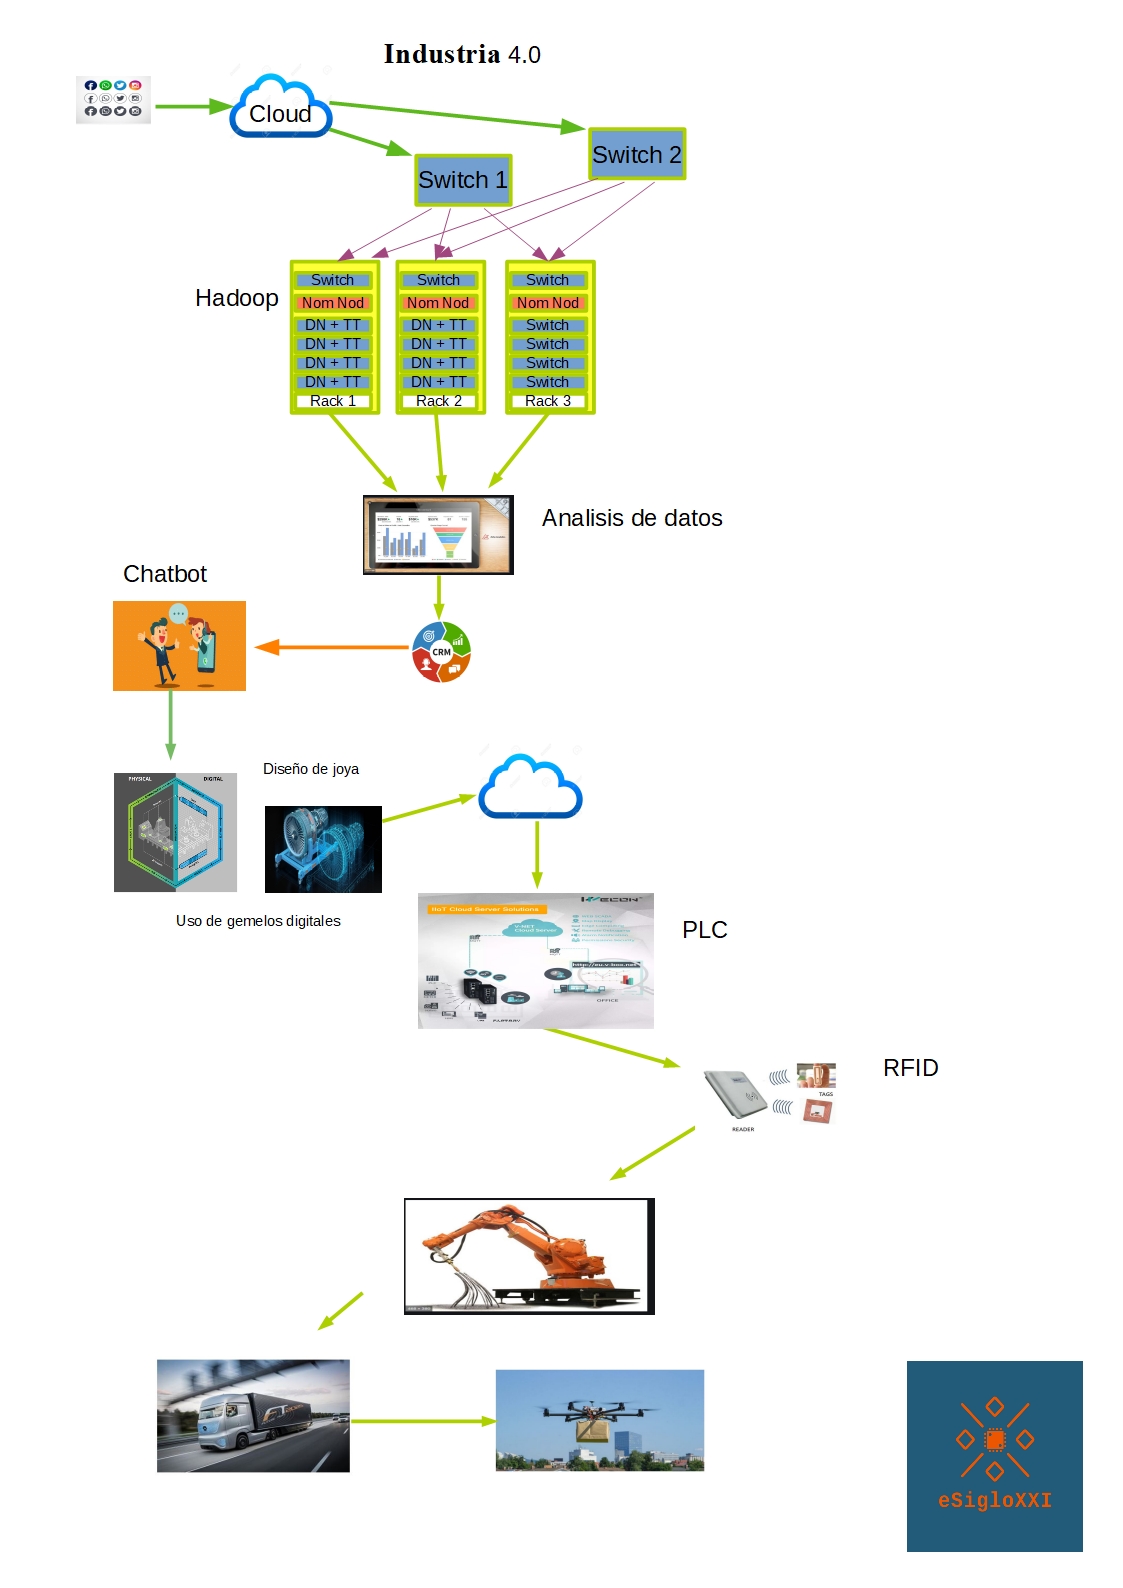 Industria 4.0
Cloud
Switch 2
Switch 1
Hadoop
Switch
Nom Nod
DN + TT
DN + TT
DN + TT
DN + TT
Rack 1
Switch
Nom Nod
DN + TT
DN + TT
DN + TT
DN + TT
Rack 2
Switch
Nom Nod
Switch
Switch
Switch
Switch
Rack 3
Analisis de datos
Chatbot
CRM
PHYSICAL
DIGITAL
Diseño de joya
Uso de gemelos digitales
IIoT Cloud Server Solutions
V-NET
Cloud Server
OFFICE
FACTORY
PLC
RFID
TAGS
READER
eSigloXXI